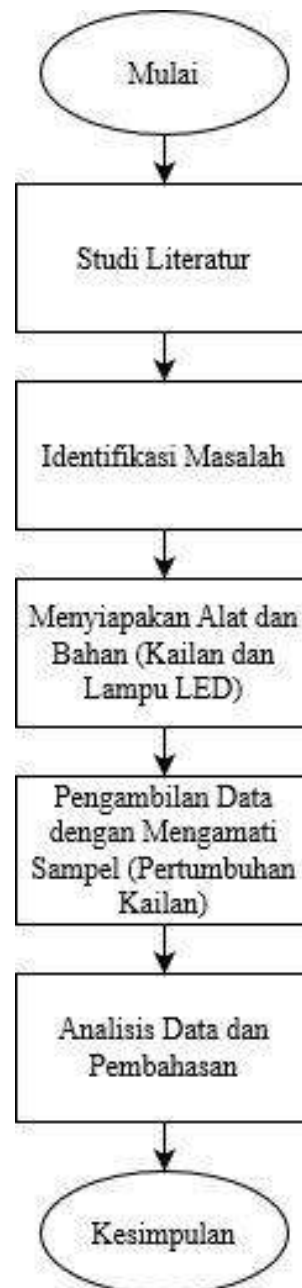 Mulai
Studi Literatur
Identifikasi Masalah
Menyiapakan Alat dan
Bahan (Kailan dan
Lampu LED)
Pengambilan Data
dengan Mengamati
Sampel (Pertumbuhan
Kailan)
Analisis Data dan
Pembahasan
Kesimpulan